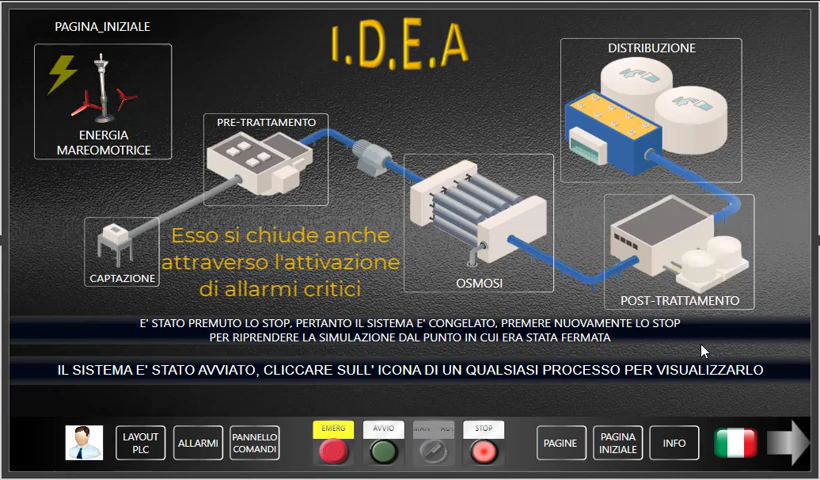 PAGINA_INIZIALE
I.D.E.A
DISTRIBUZIONE
ENERGIA
MAREOMOTRICE
PRE-TRATTAMENTO
Esso si chiude anche
attraverso l'attivazione
di allarmi critici
CAPTAZIONE
OSMOSI
POST-TRATTAMENTO
E' STATO PREMUTO LO STOP, PERTANTO IL SISTEMA E' CONGELATO, PREMERE NUOVAMENTE LO STOP
PER RIPRENDERE LA SIMULAZIONE DAL PUNTO IN CUI ERA STATA FERMATA
IL SISTEMA E' STATO AVVIATO, CLICCARE SULL' ICONA DI UN QUALSIASI PROCESSO PER VISUALIZZARLO
LAYOUT
PLC
ALLARMI
PANNELLO
COMANDI
EMERG
AVVIO
MAN AUT
STOP
PAGINE
PAGINA
INIZIALE
INFO